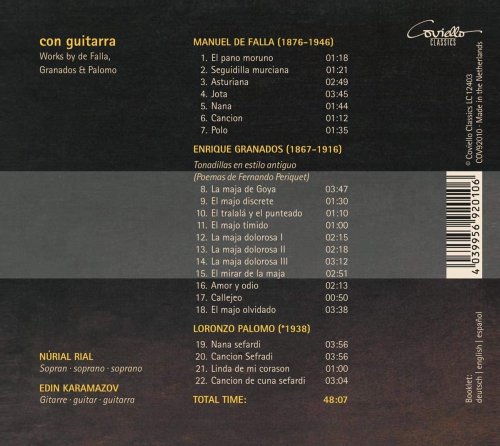 con guitarra
Works by de Falla,
Granados & Palomo
MANUEL DE FALLA (1876-1946)
1. El pano moruno 01:18
2. Seguidilla murciana 01:21
3. Asturiana 02:49
4. Jota 03:45
5. Nana 01:44
6. Cancion 01:12
7. Polo 01:35
ENRIQUE GRANADOS (1867-1916)
Tonadillas en estilo antiguo
(Poemas de Fernando Periquet)
8. La maja de Goya 03:47
9. El majo discrete 01:30
10. El tralalá y el punteado 01:10
11. El majo timido 01:00
12. La maja dolorosa I 02:15
13. La maja dolorosa II 02:18
14. La maja dolorosa III 03:12
15. El mirar de la maja 02:51
16. Amor y odio 02:13
17. Callejeo 00:50
18. El majo olvidado 03:38
LORONZO PALOMO (*1938)
19. Nana sefardi 03:56
20. Cancion Sefradi 03:56
21. Linda de mi corason 01:00
22. Cancion de cuna sefardi 03:04
TOTAL TIME: 48:07
NÚRIAL RIAL
Sopran · soprano · soprano
EDIN KARAMAZOV
Gitarre · guitar · guitarra
Coviello
CLASSICS
© Coviello Classics LC 12403
COV92010 · Made in the Netherlands
4 039956 920106
Booklet:
deutsch | english | español